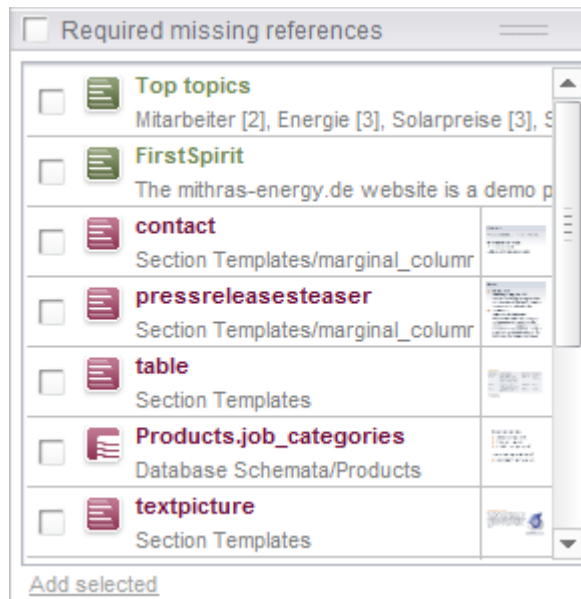 Required missing references
Top topics
Mitarbeiter [2], Energie [3], Solarpreise [3], S
FirstSpirit
The mithras-energy.de website is a demo p
contact
Section Templates/marginal_column
pressreleasesteaser
Section Templates/marginal_column
table
Section Templates
Products.job_categories
Database Schemata/Products
textpicture
Section Templates
Add selected